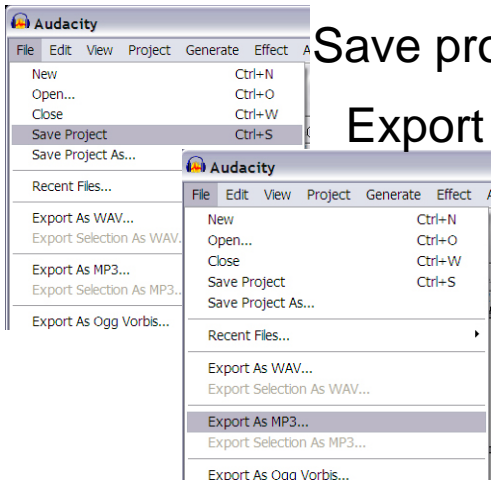 Audacity
File Edit View Project Generate Effect
New Ctrl+N
Open... Ctrl+O
Close Ctrl+W
Save Project Ctrl+S
Save Project As...
Recent Files...
Export As WAV...
Export Selection As WAV.
Export As MP3...
Export Selection As MP3..
Export As Ogg Vorbis...
Save pro
Export
Audacity
File Edit View Project Generate Effect
New Ctrl+N
Open... Ctrl+O
Close Ctrl+W
Save Project Ctrl+S
Save Project As...
Recent Files...
Export As WAV...
Export Selection As WAV...
Export As MP3...
Export Selection As MP3...
Export As Ogg Vorbis...